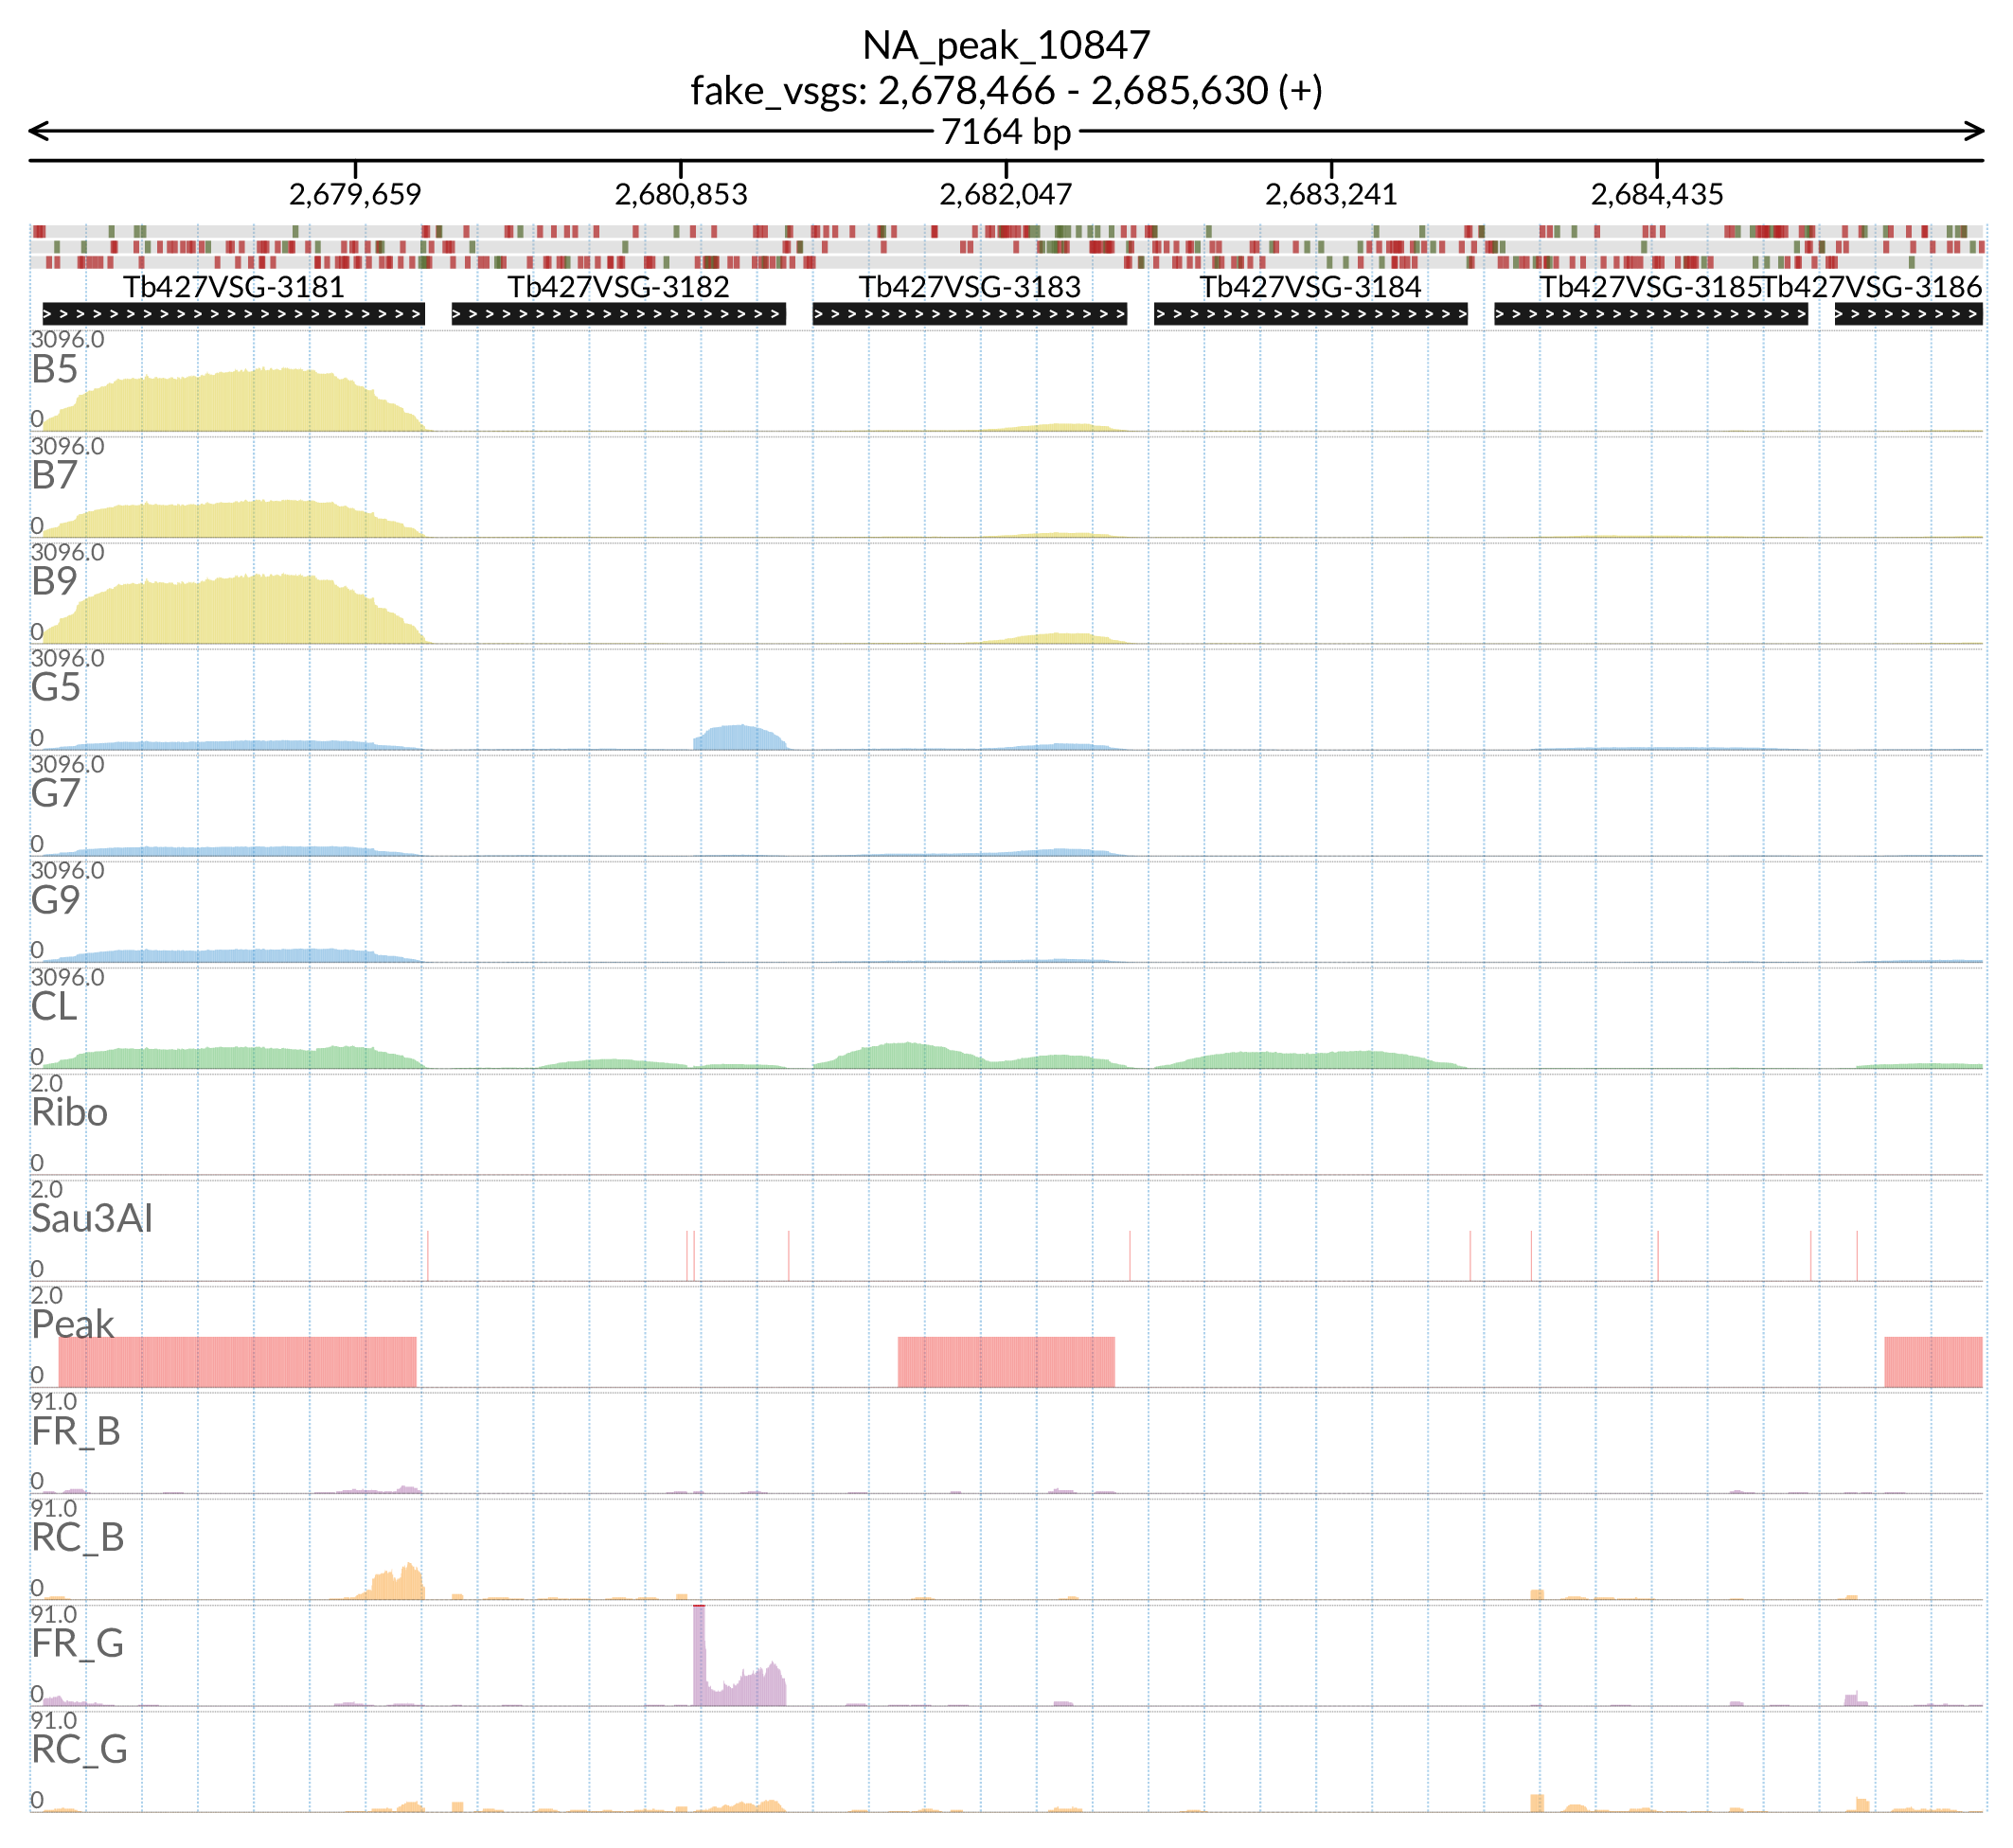 NA_peak_10847
fake_vsgs: 2,678,466 - 2,685,630 (+)
7164 bp
2,679,659 2,680,853 2,682,047 2,683,241 2,684,435
Tb427VSG-3181 Tb427VSG-3182 Tb427VSG-3183 Tb427VSG-3184 Tb427VSG-3185 Tb427VSG-3186
3096.0
B5
0
3096.0
B7
0
3096.0
B9
0
3096.0
G5
0
3096.0
G7
0
3096.0
G9
0
3096.0
CL
0
2.0
Ribo
0
2.0
Sau3AI
0
2.0
Peak
0
91.0
FR_B
0
91.0
RC_B
0
91.0
FR_G
0
91.0
RC_G
0